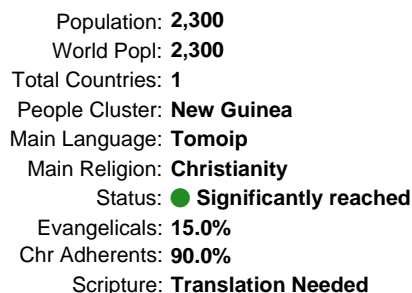 Population: 2,300
World Popl: 2,300
Total Countries: 1
People Cluster: New Guinea
Main Language: Tomoip
Main Religion: Christianity
Status: Significantly reached
Evangelicals: 15.0%
Chr Adherents: 90.0%
Scripture: Translation Needed